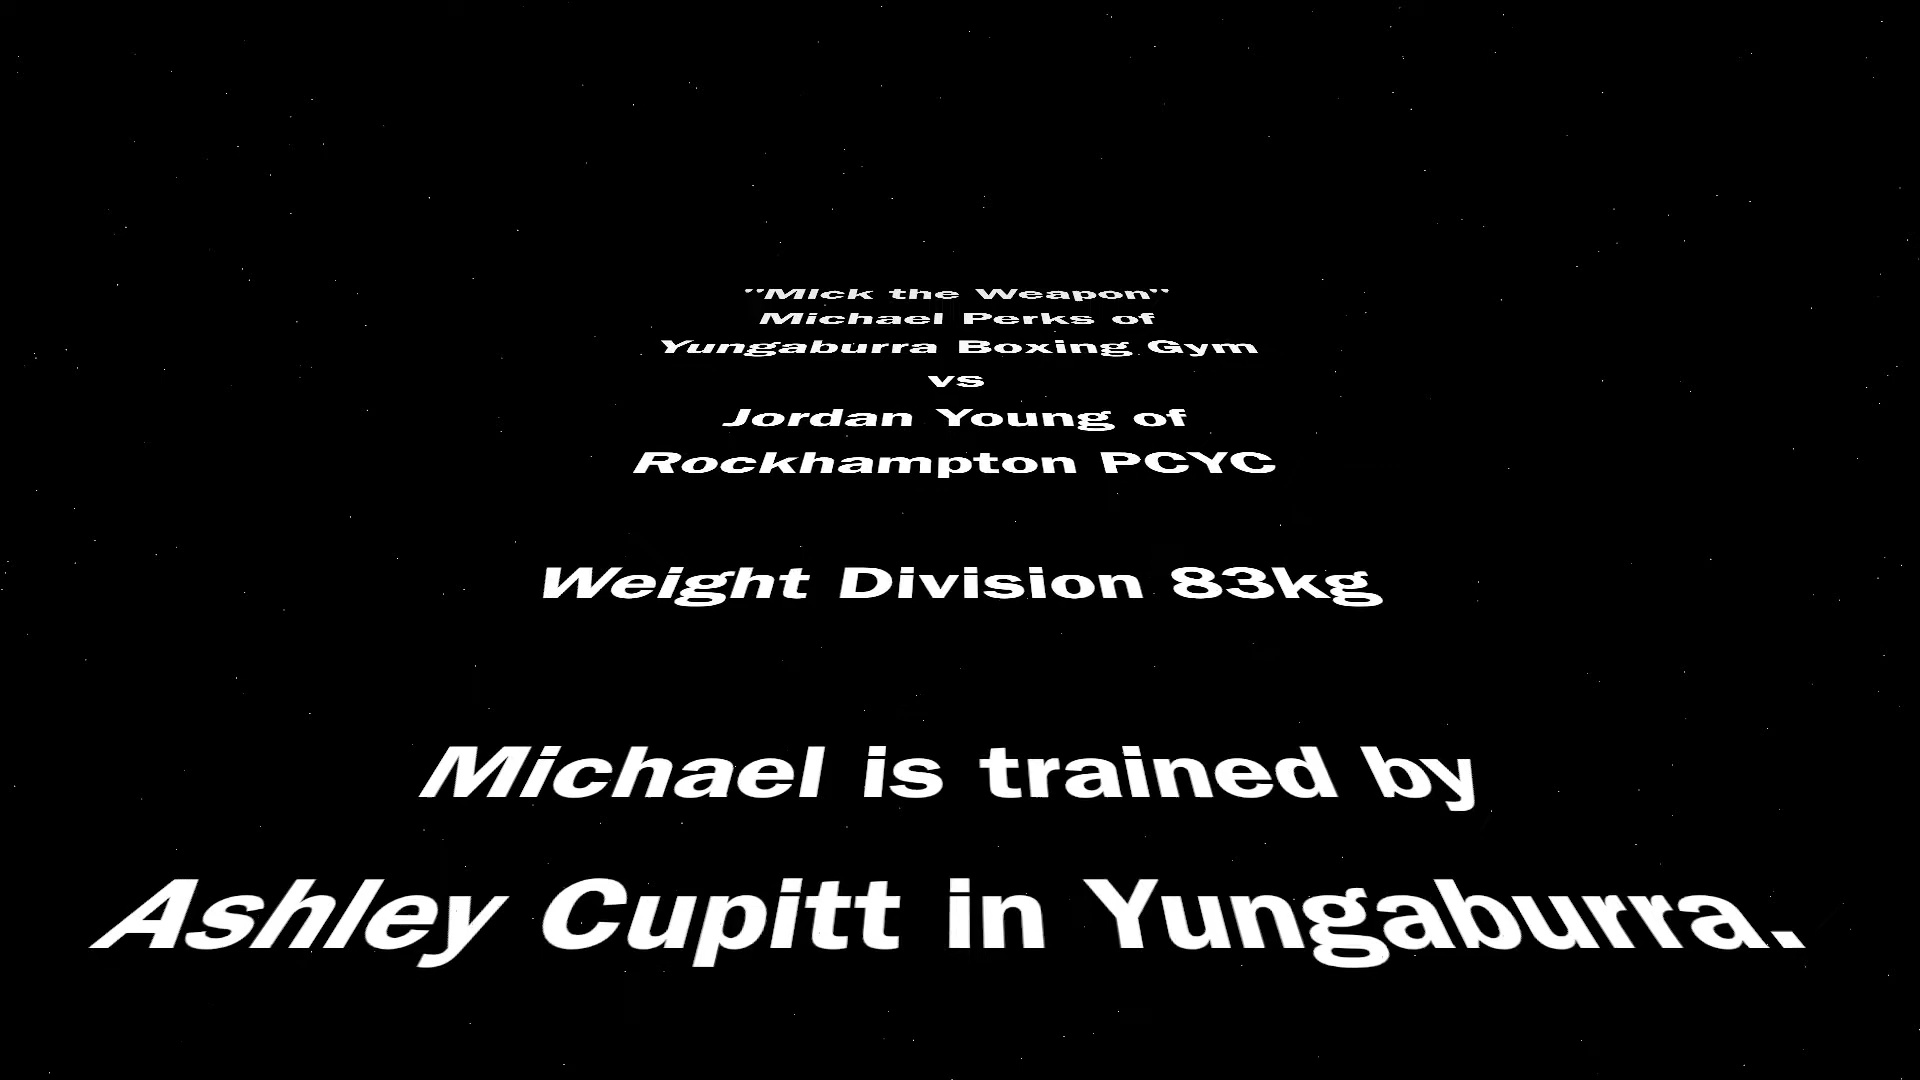 "Mick the Weapon"
Michael Perks of
Yungaburra Boxing Gym
vs
Jordan Young of
Rockhampton PCYC
Weight Division 83kg
Michael is trained by
Ashley Cupitt in Yungaburra.